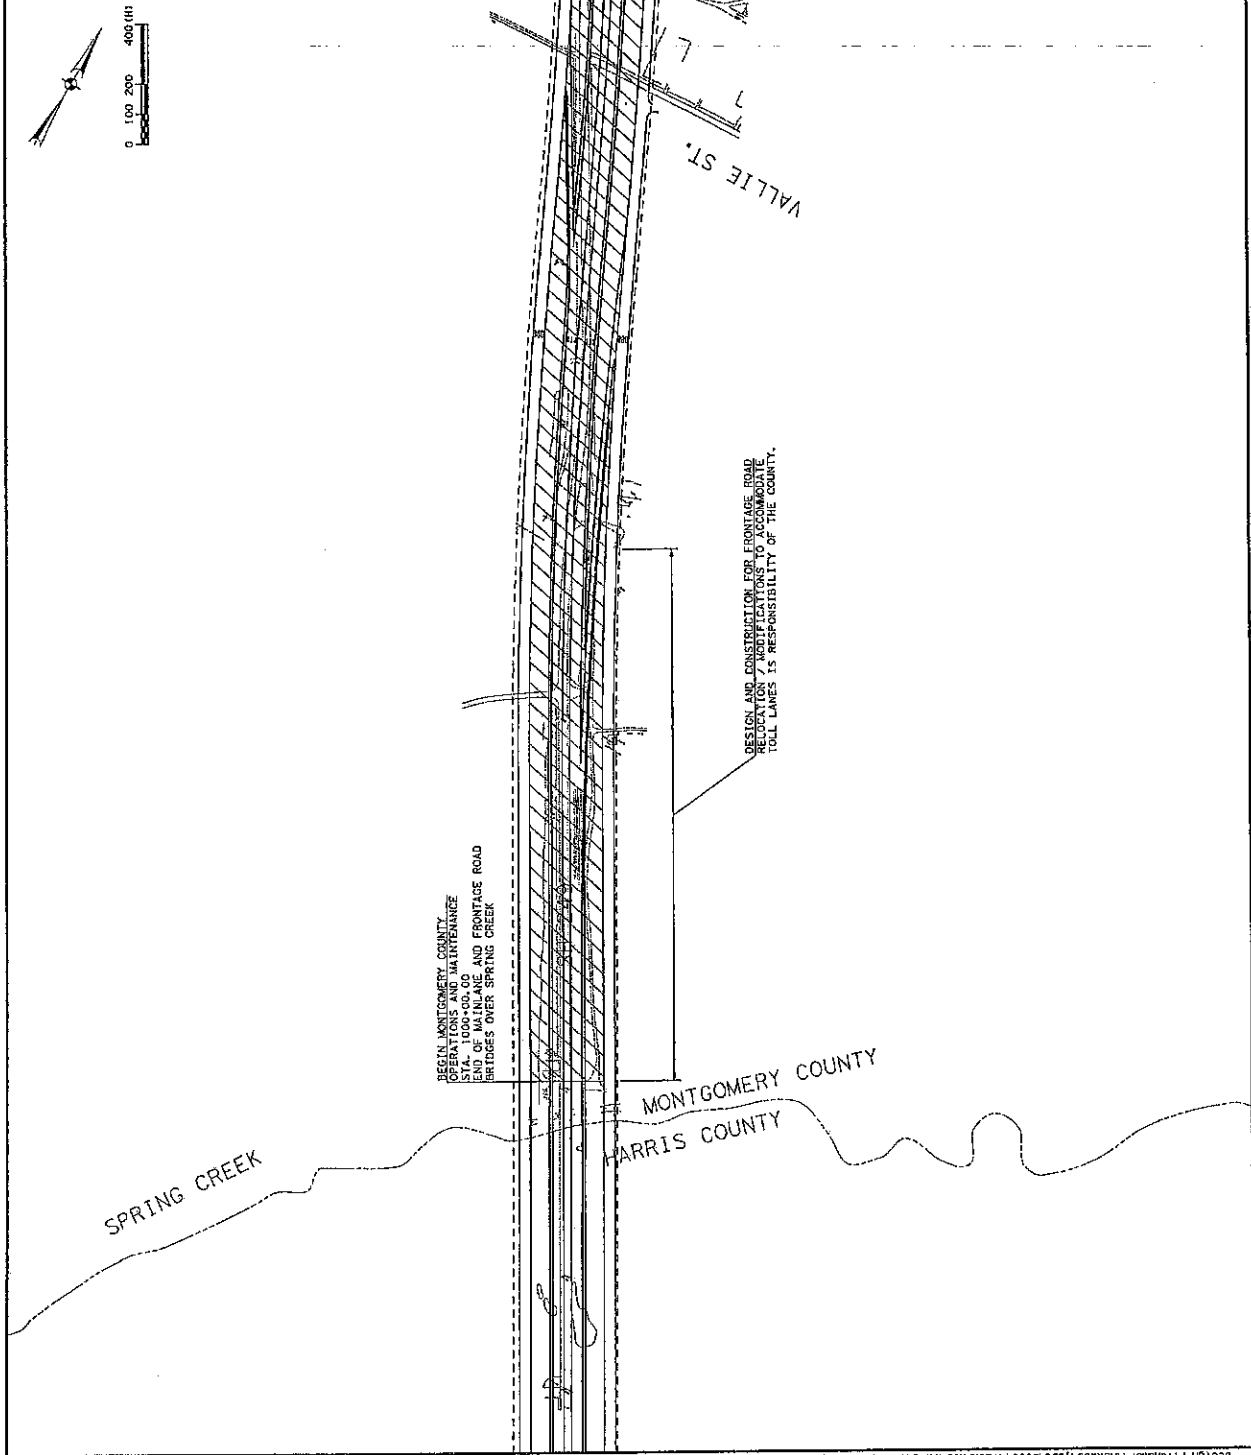 0 100 200 400 (H)
VALLIE ST.
DESIGN AND CONSTRUCTION FOR FRONTAGE ROAD
RELOCATION / MODIFICATIONS TO ACCOMMODATE
TOLL LANES IS RESPONSIBILITY OF THE COUNTY.
BEGIN MONTGOMERY COUNTY
OPERATIONS AND MAINTENANCE
STA. 1000+00.00
END OF MAINLANE AND FRONTAGE ROAD
BRIDGES OVER SPRING CREEK
MONTGOMERY COUNTY
HARRIS COUNTY
SPRING CREEK